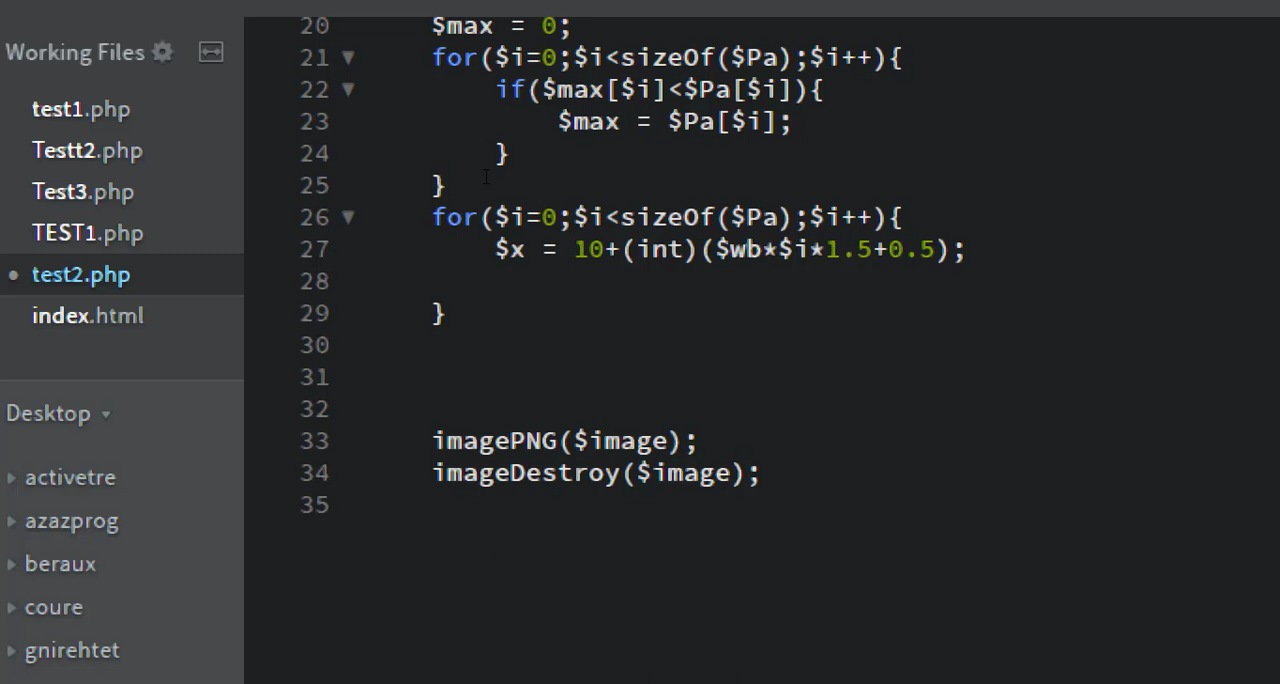 Working Files
test1.php
Testt2.php
Test3.php
TEST1.php
test2.php
index.html
Desktop
activetre
azazprog
beraux
coure
gnirehtet
20 $max = 0;
21 for($i=0;$i<sizeOf($Pa);$i++){
22 if($max[$i]<$Pa[$i]){
23 $max = $Pa[$i];
24 }
25 }
26 for($i=0;$i<sizeOf($Pa);$i++){
27 $x = 10+(int)($wb*$i*1.5+0.5);
28
29 }
30
31
32
33 imagePNG($image);
34 imageDestroy($image);
35